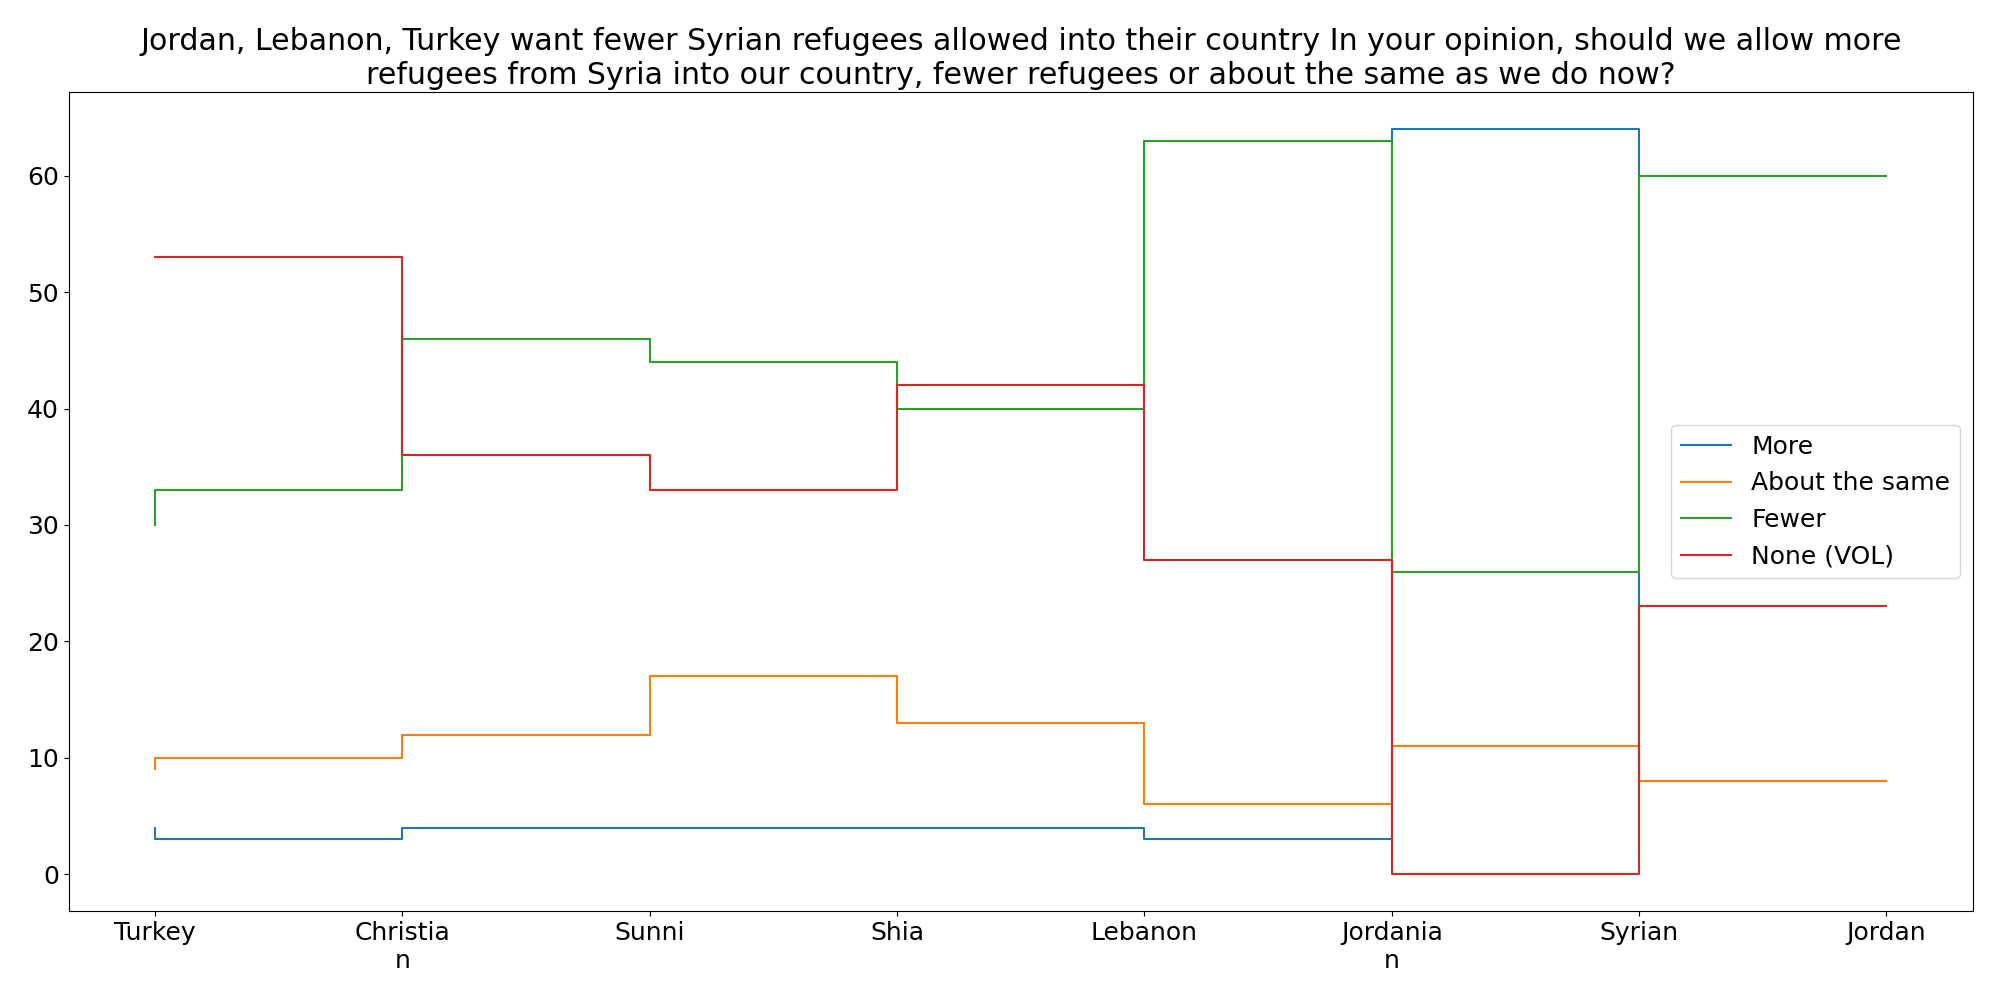 Jordan, Lebanon, Turkey want fewer Syrian refugees allowed into their country In your opinion, should we allow more
refugees from Syria into our country, fewer refugees or about the same as we do now?
60
50
40
30
20
10
0
More
About the same
Fewer
None (VOL)
Turkey
Christia
n
Sunni
Shia
Lebanon
Jordania
n
Syrian
Jordan